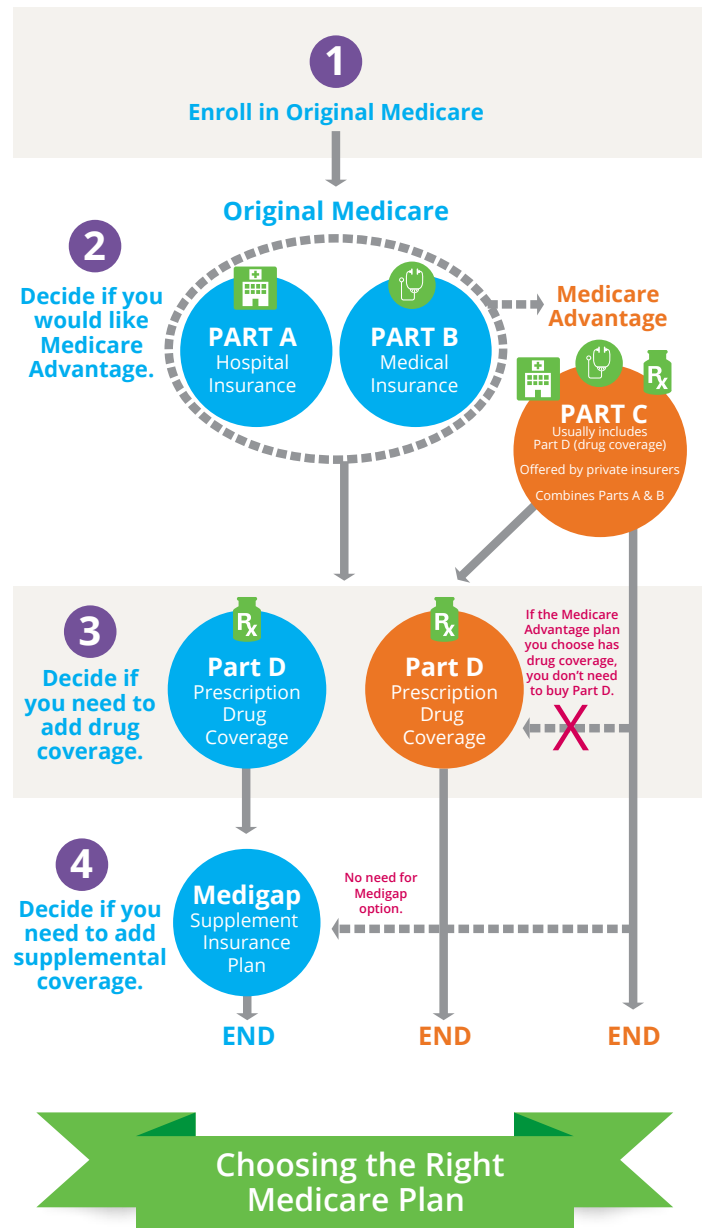 1
Enroll in Original Medicare
Original Medicare
2
Decide if you
would like
Medicare
Advantage.
PART A
Hospital
Insurance
PART B
Medical
Insurance
Medicare
Advantage
Rx
PART C
Usually includes
Part D (drug coverage)
Offered by private insurers
Combines Parts A & B
3
Decide if
you need to
add drug
coverage.
Rx
Part D
Prescription
Drug
Coverage
Rx
Part D
Prescription
Drug
Coverage
If the Medicare
Advantage plan
you choose has
drug coverage,
you don't need
to buy Part D.
X
4
Decide if you
need to add
supplemental
coverage.
Medigap
Supplement
Insurance
Plan
No need for
Medigap
option.
END
END
END
Choosing the Right
Medicare Plan